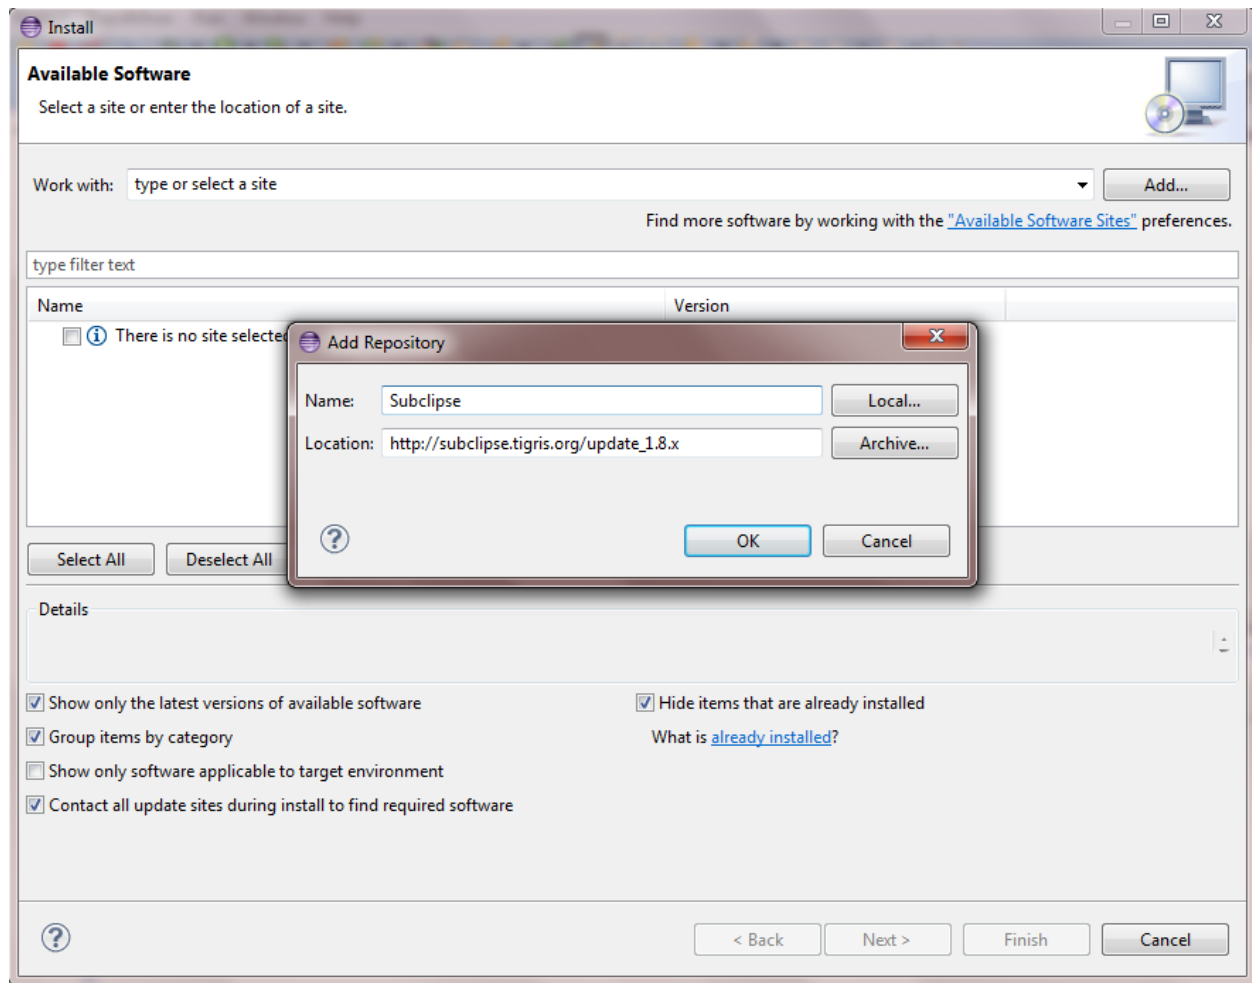 Install
Available Software
Select a site or enter the location of a site.
Work with: type or select a site Add...
Find more software by working with the "Available Software Sites" preferences.
type filter text
Name Version
There is no site selected
Add Repository
Name: Subclipse Local...
Location: http://subclipse.tigris.org/update_1.8.x Archive...
OK Cancel
Select All Deselect All
Details
Show only the latest versions of available software Hide items that are already installed
Group items by category What is already installed?
Show only software applicable to target environment
Contact all update sites during install to find required software
< Back Next > Finish Cancel